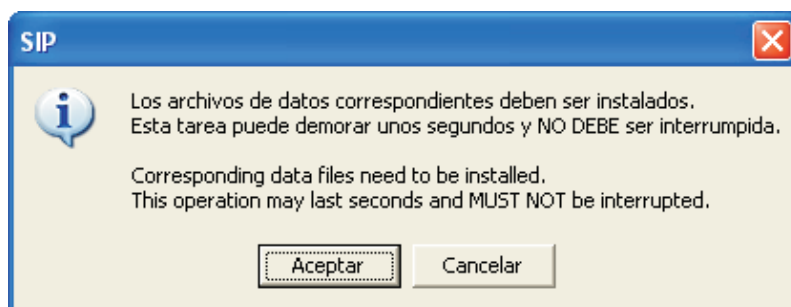 SIP
Los archivos de datos correspondientes deben ser instalados.
Esta tarea puede demorar unos segundos y NO DEBE ser interrumpida.
Corresponding data files need to be installed.
This operation may last seconds and MUST NOT be interrupted.
Aceptar
Cancelar